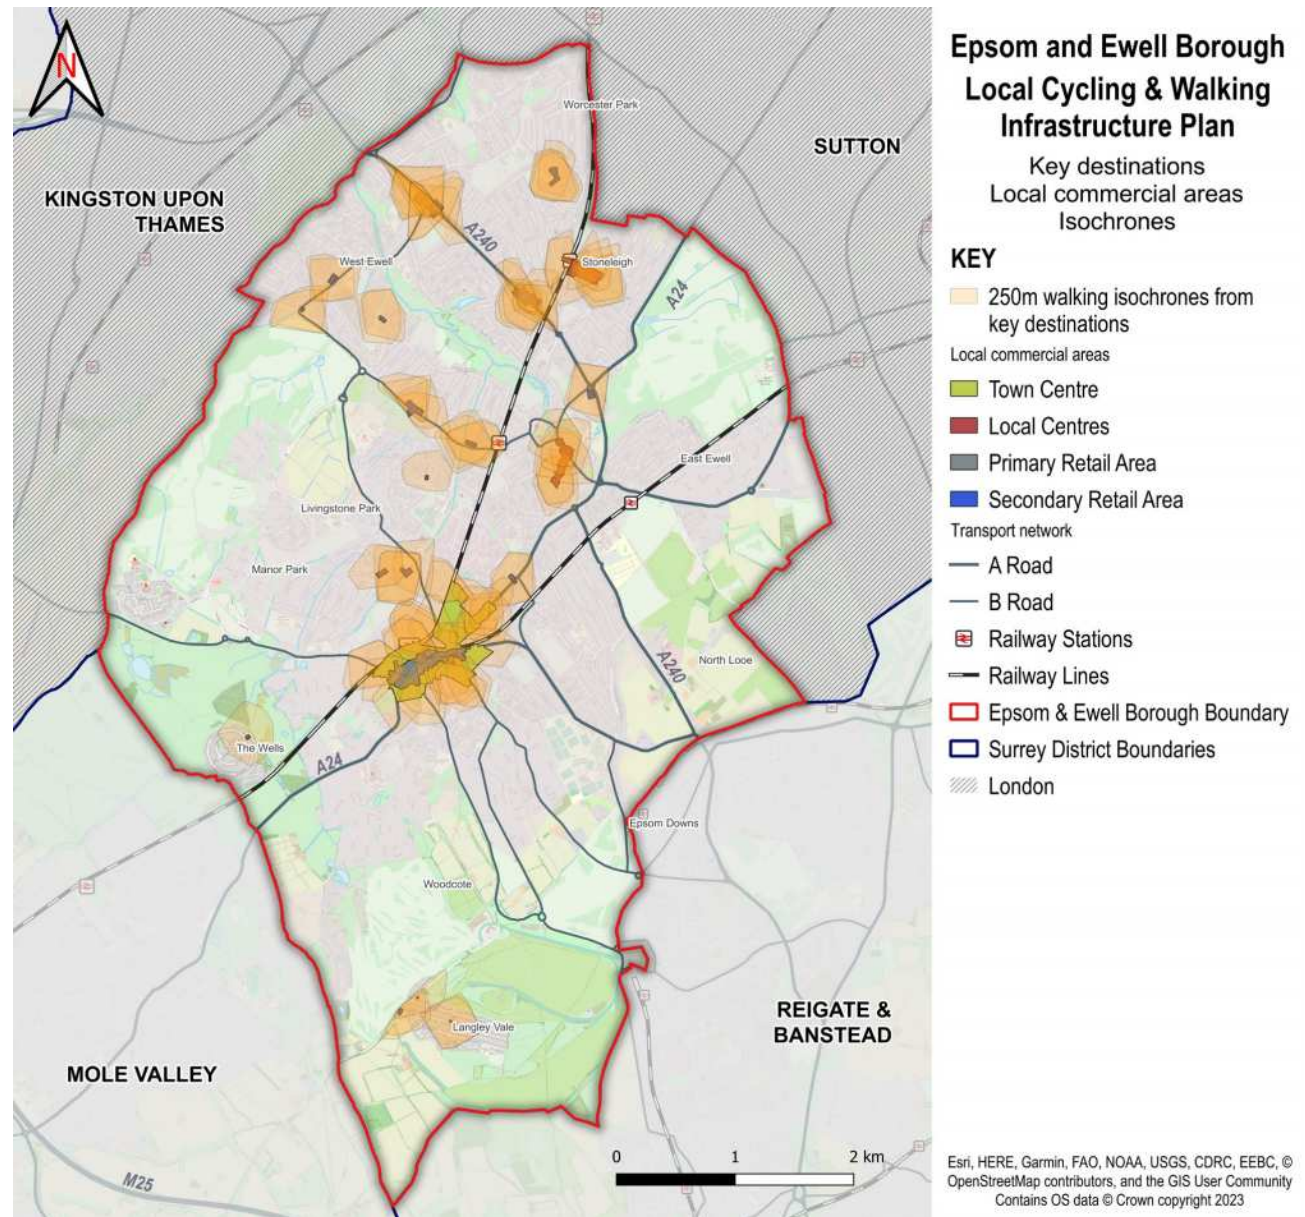 N
KINGSTON UPON
THAMES
SUTTON
Worcester Park
A240
West Ewell
Stoneleigh
A24
East Ewell
Livingstone Park
Manor Park
North Looe
A240
The Wells
A24
Epsom Downs
Woodcote
Langley Vale
REIGATE &
BANSTEAD
MOLE VALLEY
M25
0 1 2 km
Epsom and Ewell Borough
Local Cycling & Walking
Infrastructure Plan
Key destinations
Local commercial areas
Isochrones
KEY
250m walking isochrones from
key destinations
Local commercial areas
Town Centre
Local Centres
Primary Retail Area
Secondary Retail Area
Transport network
A Road
B Road
Railway Stations
Railway Lines
Epsom & Ewell Borough Boundary
Surrey District Boundaries
London
Esri, HERE, Garmin, FAO, NOAA, USGS, CDRC, EEBC, ©
OpenStreetMap contributors, and the GIS User Community
Contains OS data © Crown copyright 2023